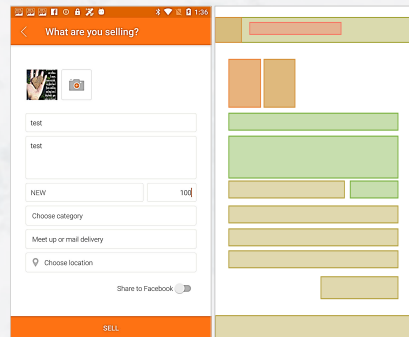 1:36
What are you selling?
test
test
NEW 100
Choose category
Meet up or mail delivery
Choose location
Share to Facebook
SELL